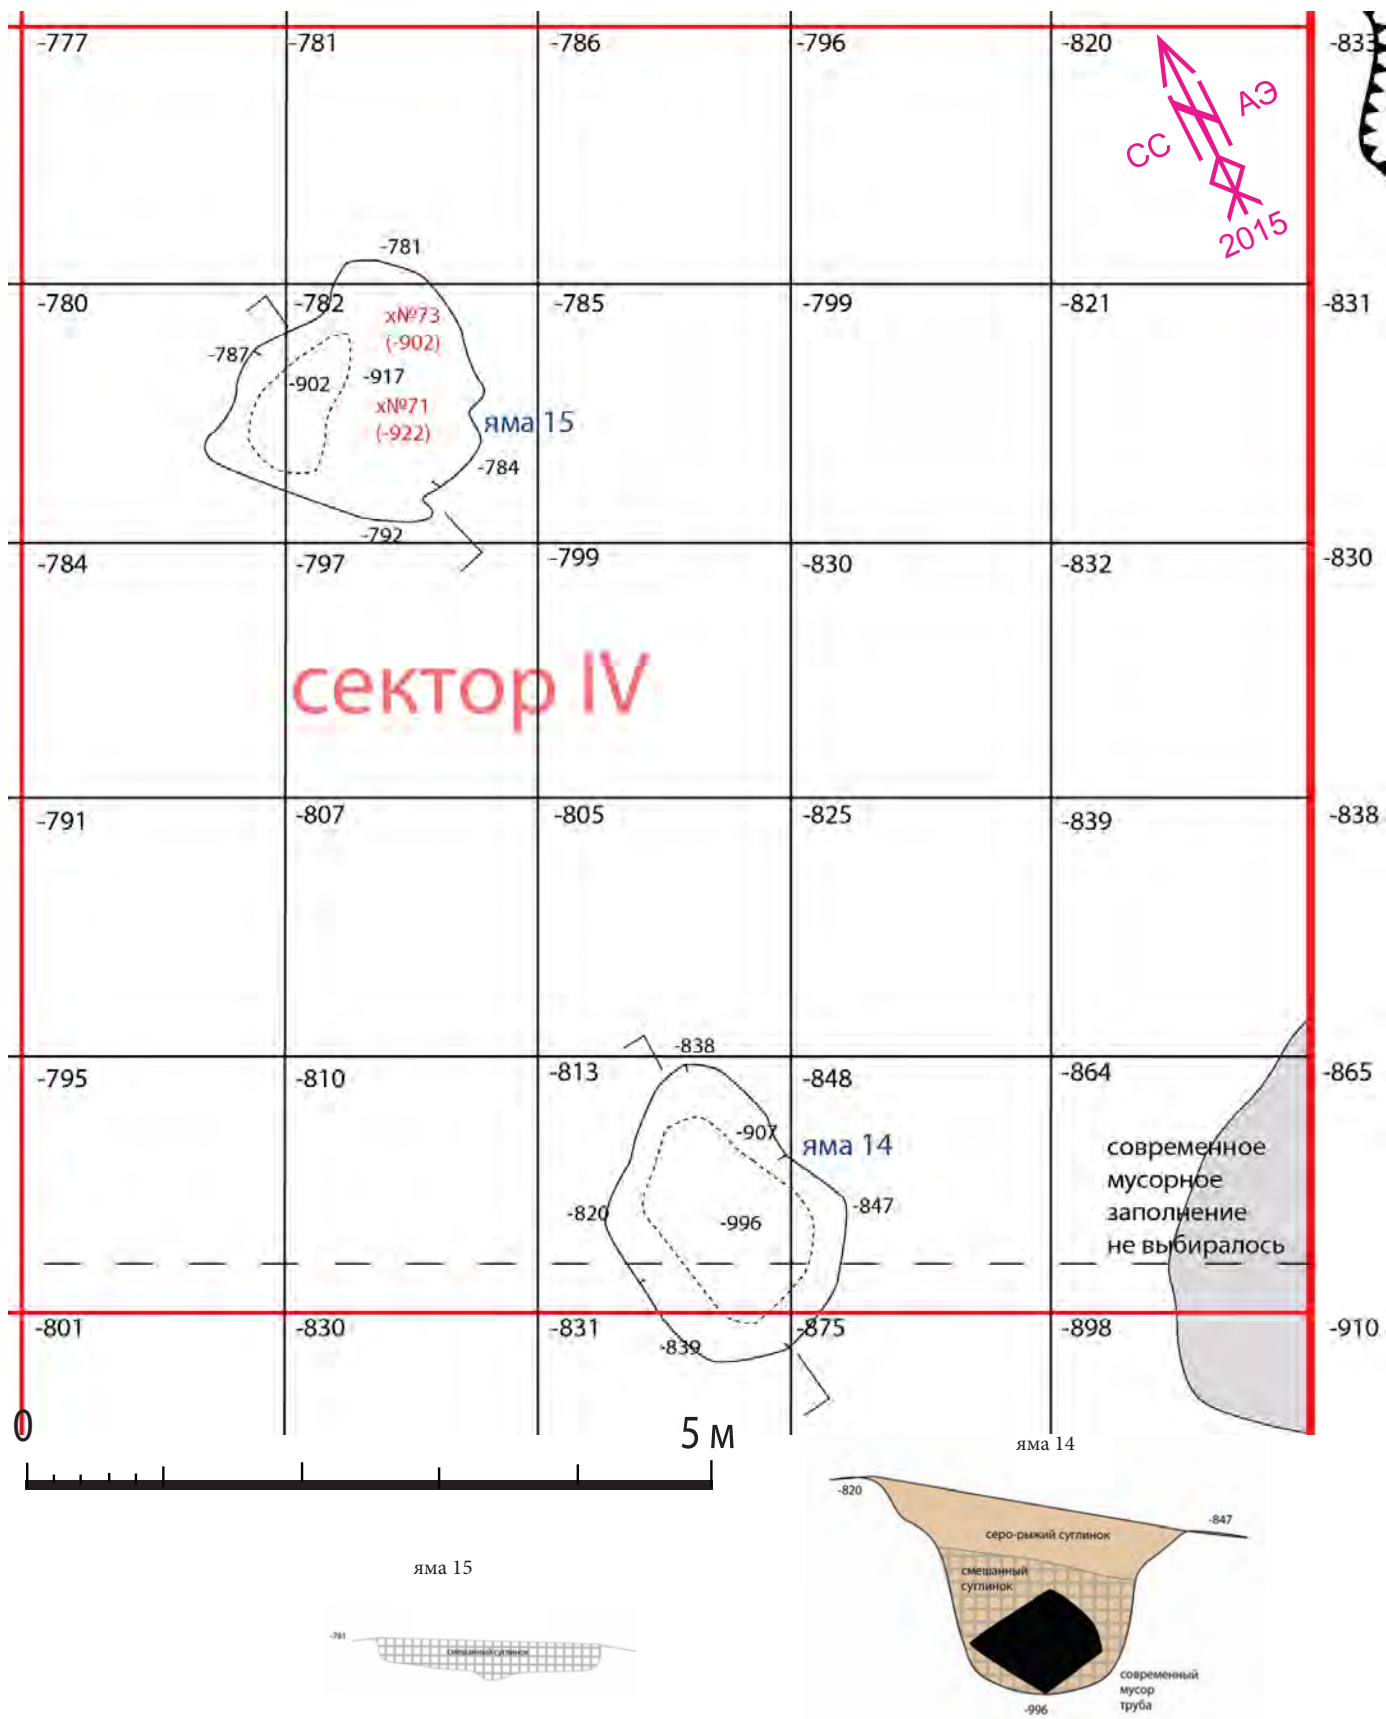 -777 -781 -786 -796 -820 -833
СС АЭ
2015
-781
-780 -782 -785 -799 -821 -831
х№73
(-902)
-787
-902 -917
х№71
(-922)
яма 15
-784
-792
-784 -797 -799 -830 -832 -830
сектор IV
-791 -807 -805 -825 -839 -838
-838
-795 -810 -813 -848 -864 -865
-907
яма 14
-820 -996 -847
современное
мусорное
заполнение
не выбиралось
-801 -830 -831 -875 -898 -910
-839
0 5 м
яма 14
-820
-847
серо-рыжий суглинок
смешанный
суглинок
современный
мусор
труба
-996
яма 15
-781
смешанный суглинок